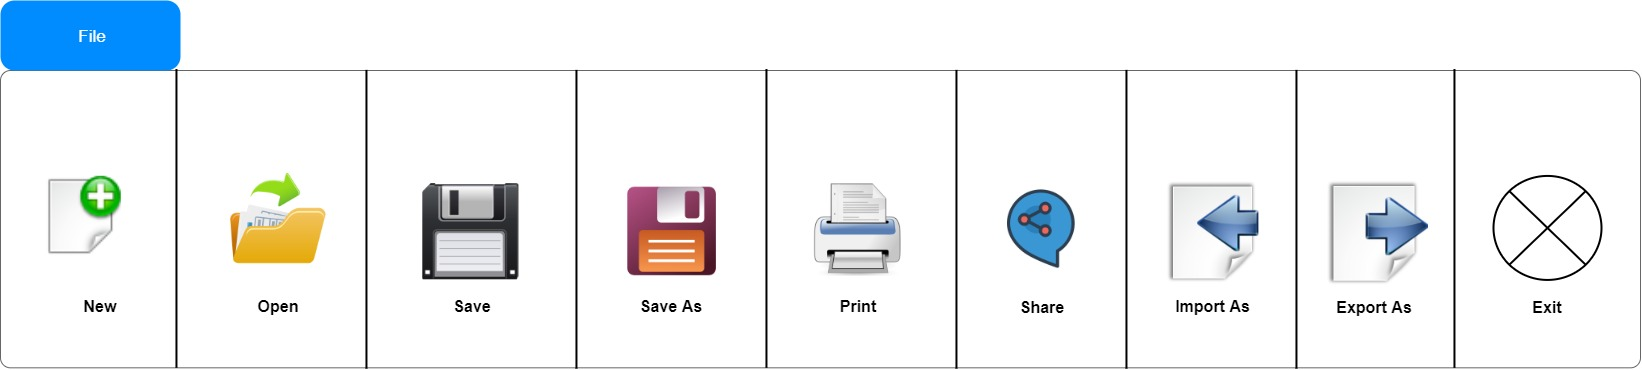 File
New
Open
Save
Save As
Print
Share
Import As
Export As
Exit